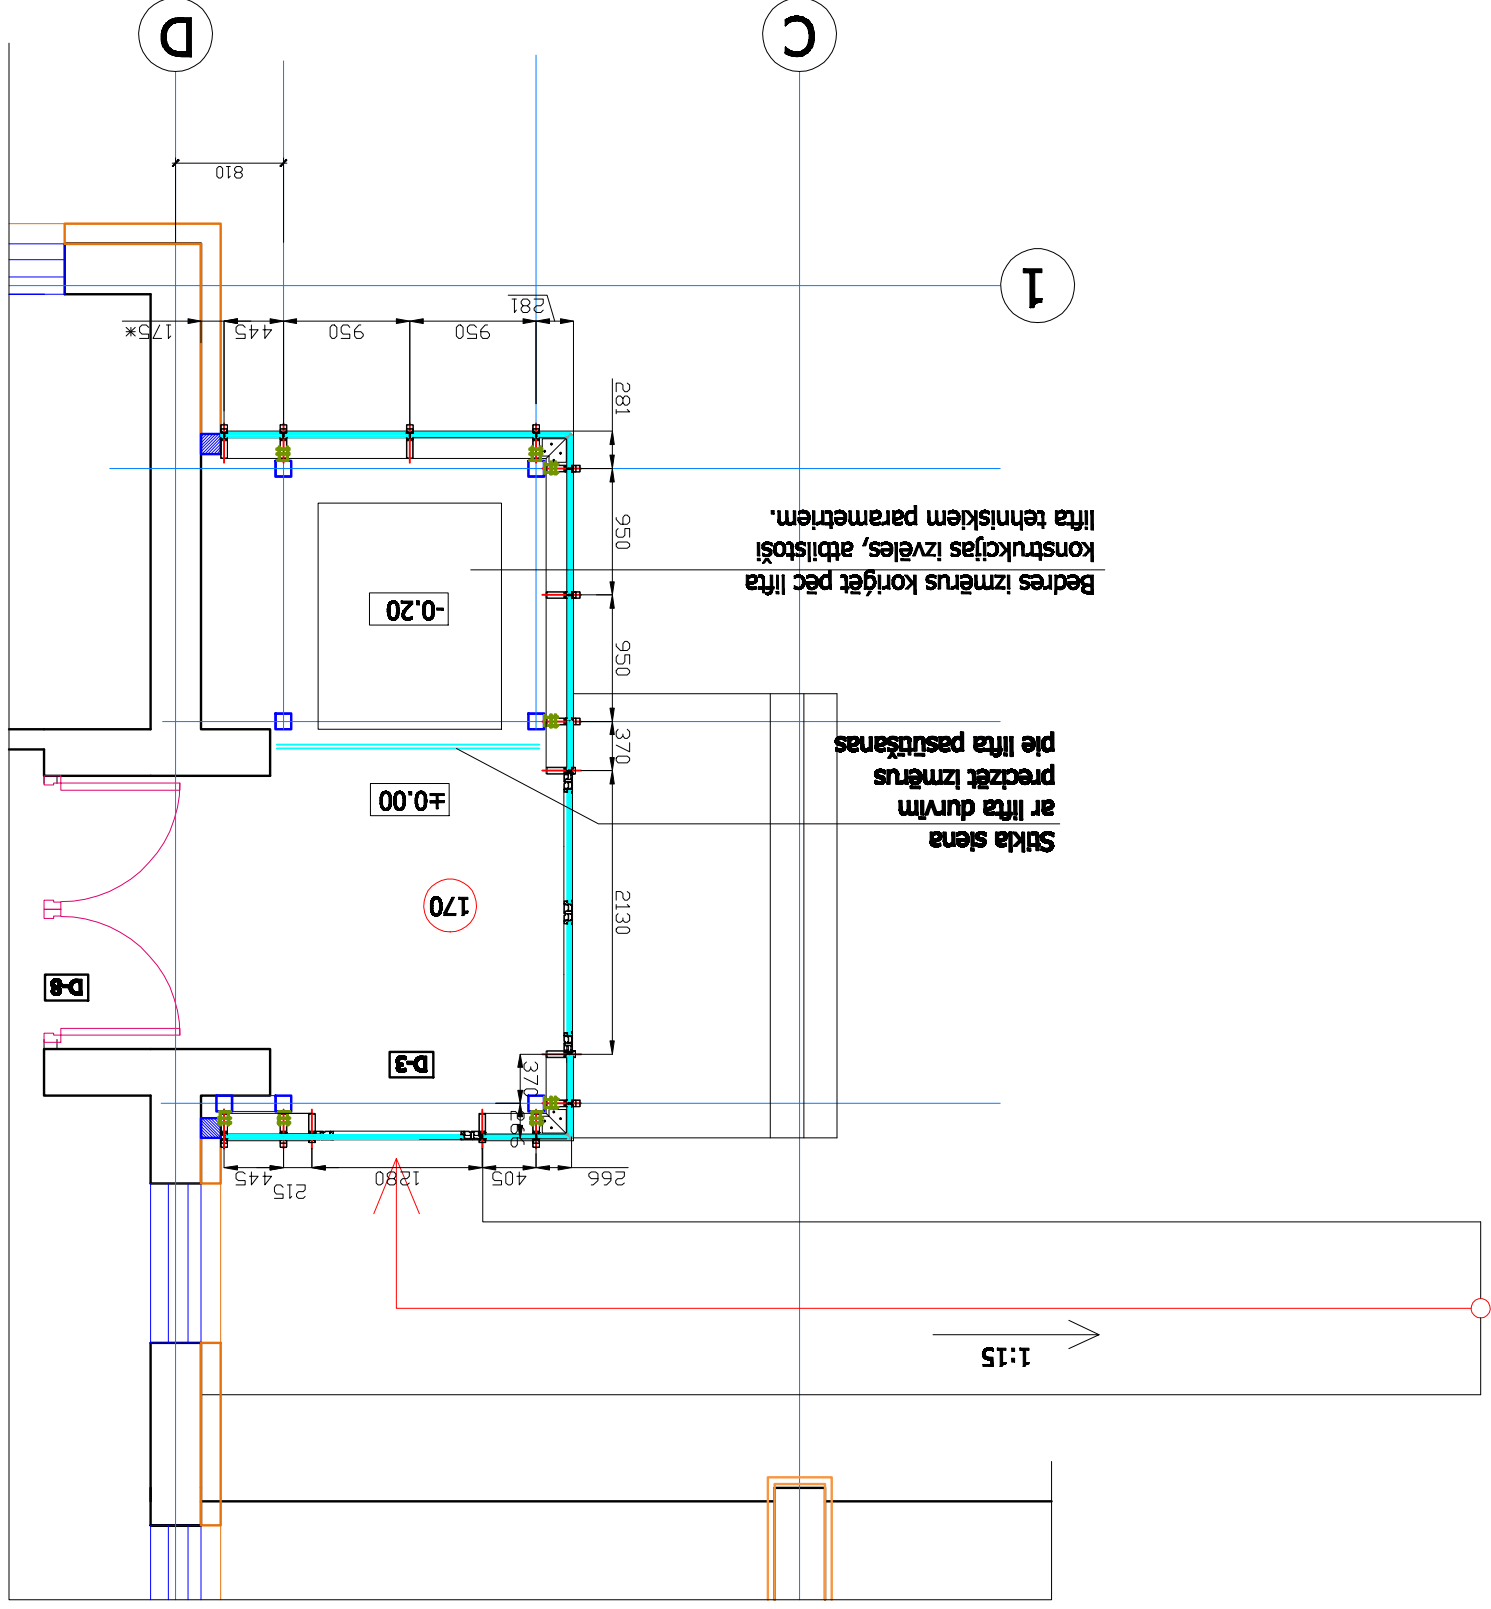 D
C
810
1
175*
445
950
950
281
281
950
950
370
2130
Bedres izmērus koriģēt pēc lifta
konstrukcijas izvēles, atbilstoši
lifta tehniskiem parametriem.
-0.20
Stikla siena
ar lifta durvīm
precizēt izmērus
pie lifta pasūtīšanas
±0.00
170
D-8
D-3
370
266
445
215
1280
405
266
1:15